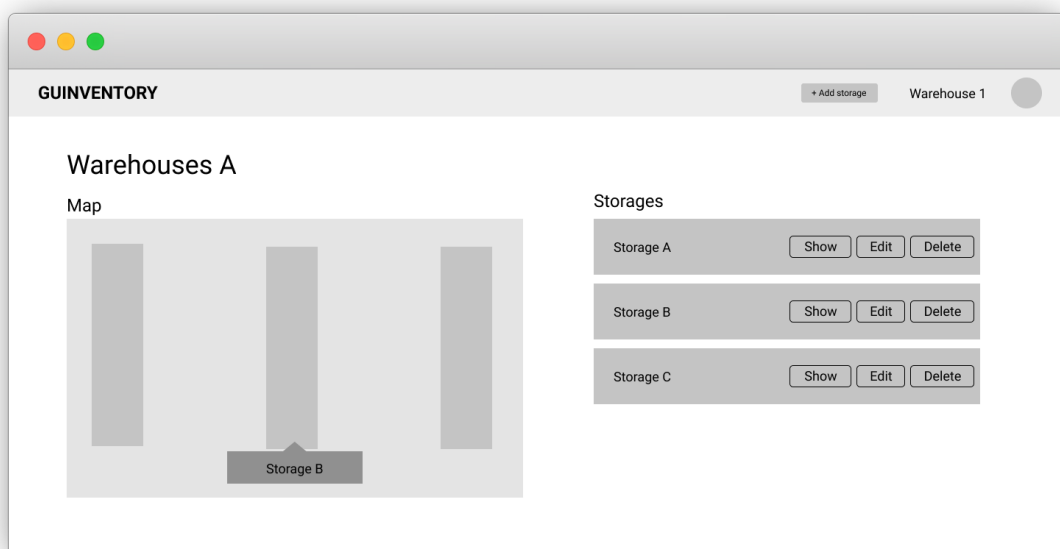 GUINVENTORY
+ Add storage
Warehouse 1
Warehouses A
Map
Storage B
Storages
Storage A Show Edit Delete
Storage B Show Edit Delete
Storage C Show Edit Delete